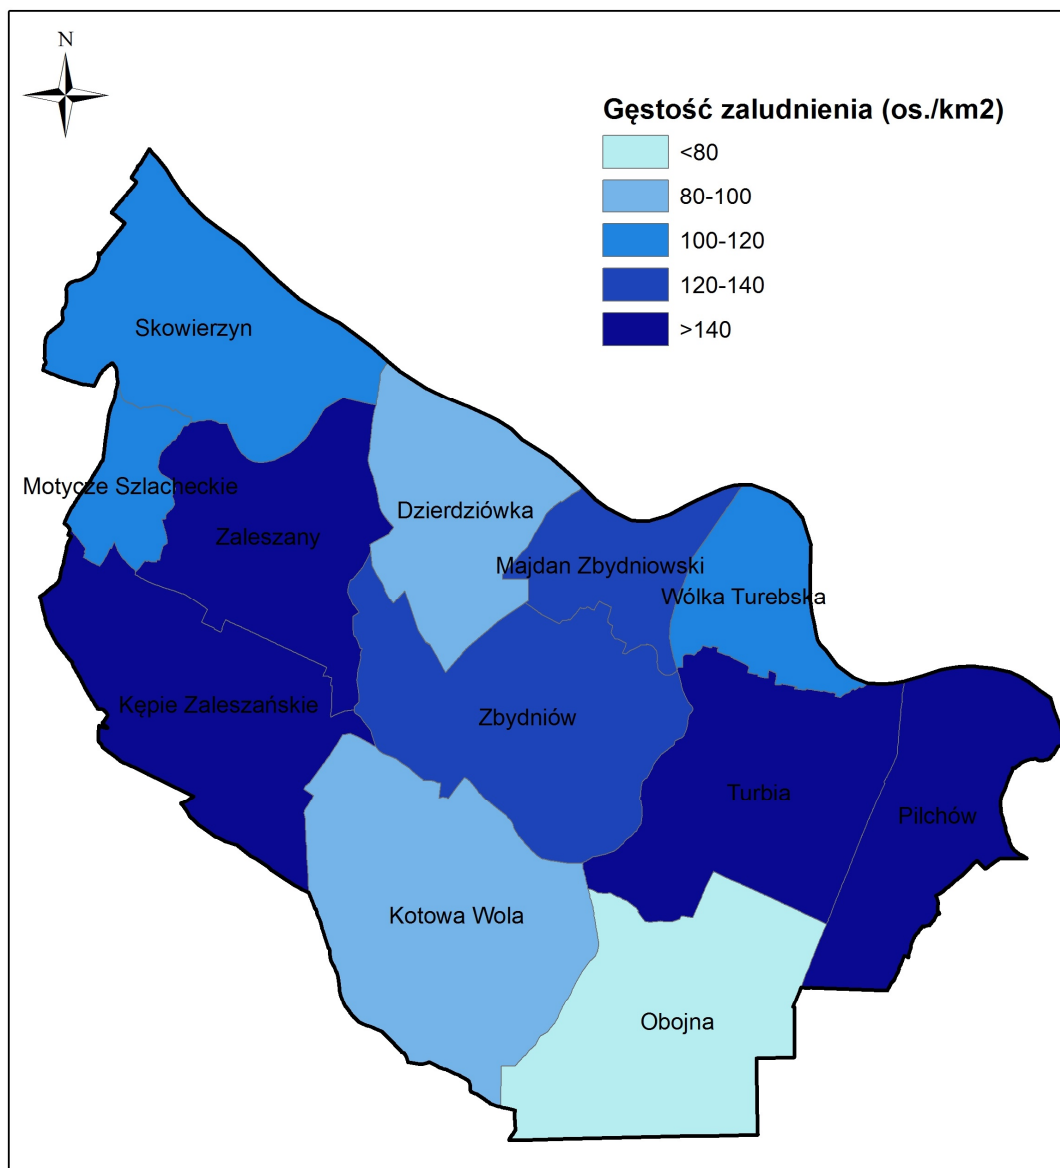 N
Gęstość zaludnienia (os./km2)
<80
80-100
100-120
120-140
>140
Skowierzyn
Motycze Szlacheckie
Dzierdziówka
Zaleszany
Majdan Zbydniowski
Wólka Turebska
Kępie Zaleszańskie
Zbydniów
Turbia
Pilchów
Kotowa Wola
Obojna